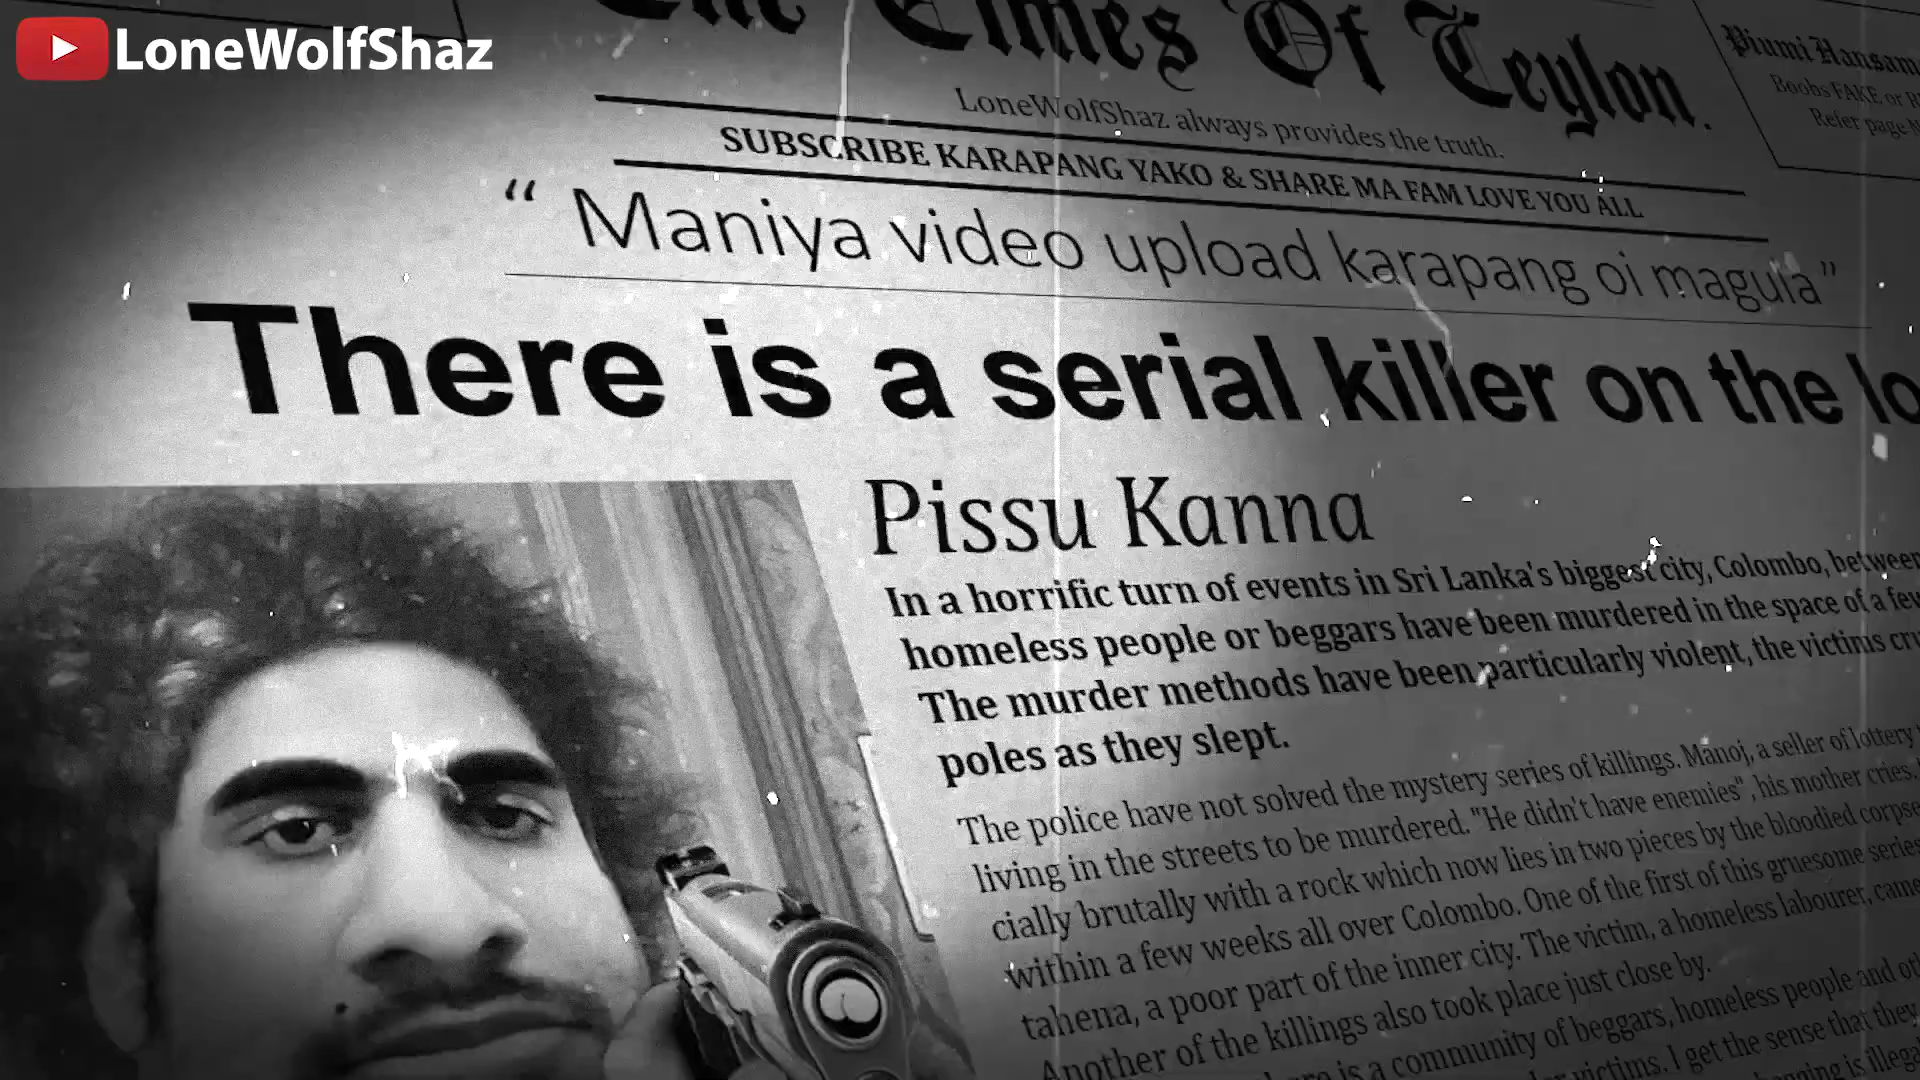 LoneWolfShaz
The Times Of Ceylon.
Piumi Hansam
Boobs FAKE or R
Refer page N
LoneWolfShaz always provides the truth.
SUBSCRIBE KARAPANG YAKO & SHARE MA FAM LOVE YOU ALL
“ Maniya video upload karapang oi magula”
There is a serial killer on the lo
Pissu Kanna
In a horrific turn of events in Sri Lanka's biggest city, Colombo, between
homeless people or beggars have been murdered in the space of a few
The murder methods have been particularly violent, the victims cru
poles as they slept.
The police have not solved the mystery series of killings. Manoj, a seller of lottery
living in the streets to be murdered. "He didn't have enemies", his mother cries.
cially brutally with a rock which now lies in two pieces by the bloodied corpse
within a few weeks all over Colombo. One of the first of this gruesome series
tahena, a poor part of the inner city. The victim, a homeless labourer, came
Another of the killings also took place just close by.
is a community of beggars, homeless people and ot
victims. I get the sense that they
is illega